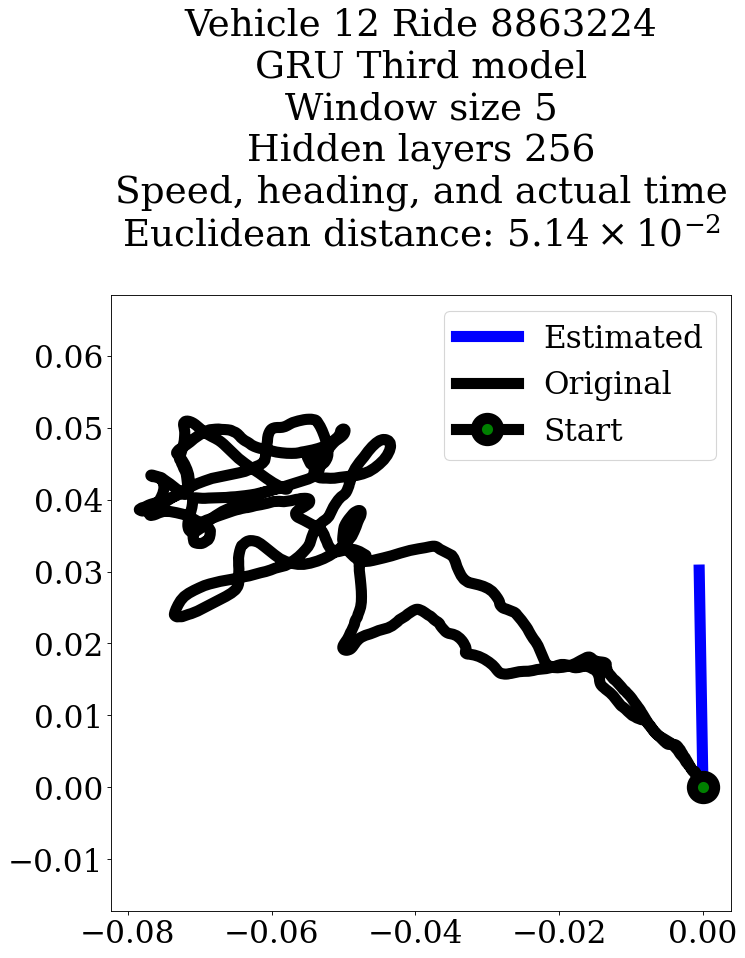 Vehicle 12 Ride 8863224
GRU Third model
Window size 5
Hidden layers 256
Speed, heading, and actual time
Euclidean distance: 5.14 × 10⁻²
Estimated
Original
Start
0.06
0.05
0.04
0.03
0.02
0.01
0.00
−0.01
−0.08 −0.06 −0.04 −0.02 0.00